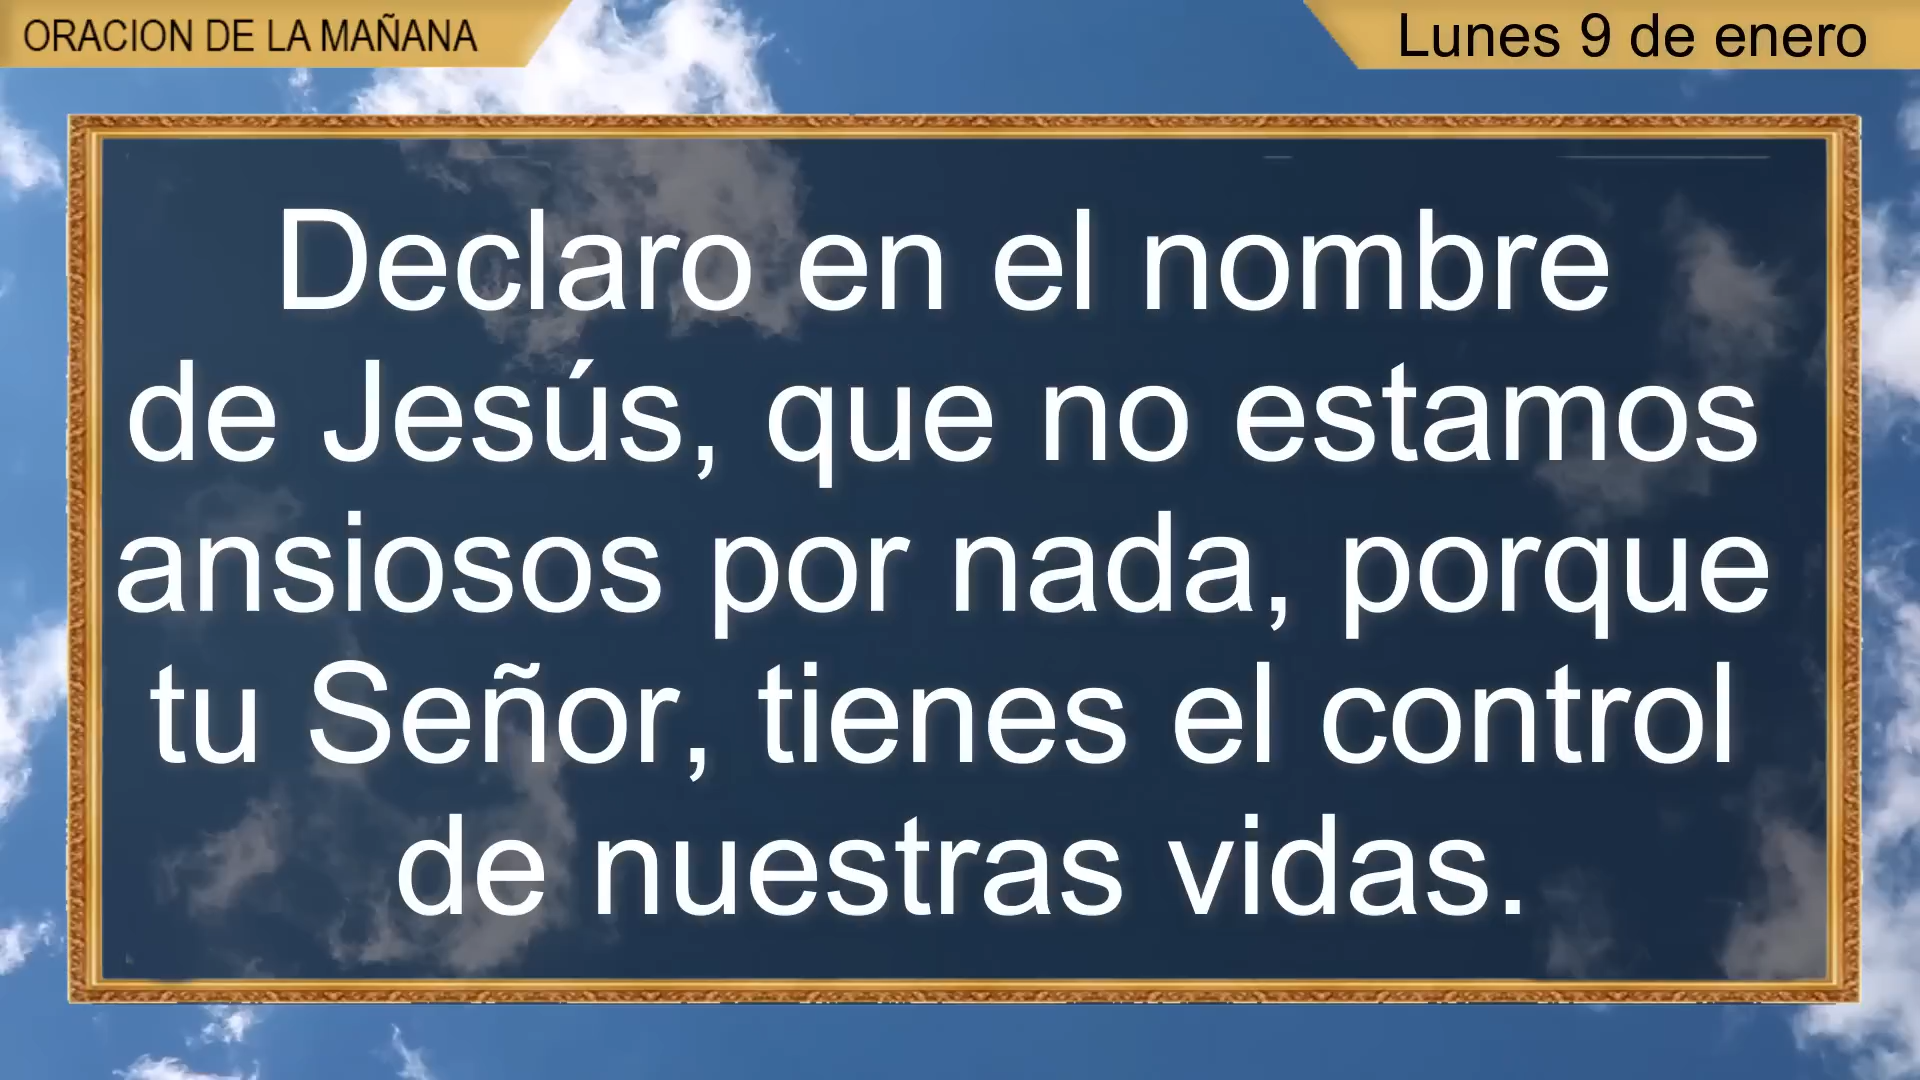 ORACION DE LA MAÑANA
Lunes 9 de enero
Declaro en el nombre
de Jesús, que no estamos
ansiosos por nada, porque
tu Señor, tienes el control
de nuestras vidas.